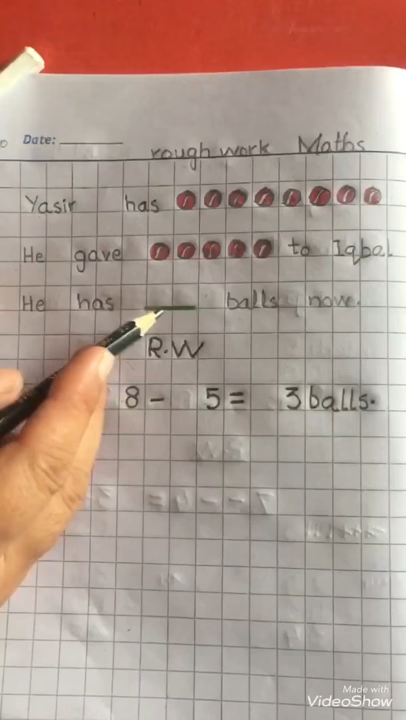 Date:
rough work Maths
Yasir has
He gave to Iqbal.
He has balls nove.
R.W
8 - 5 = 3 balls.
Made with
VideoShow